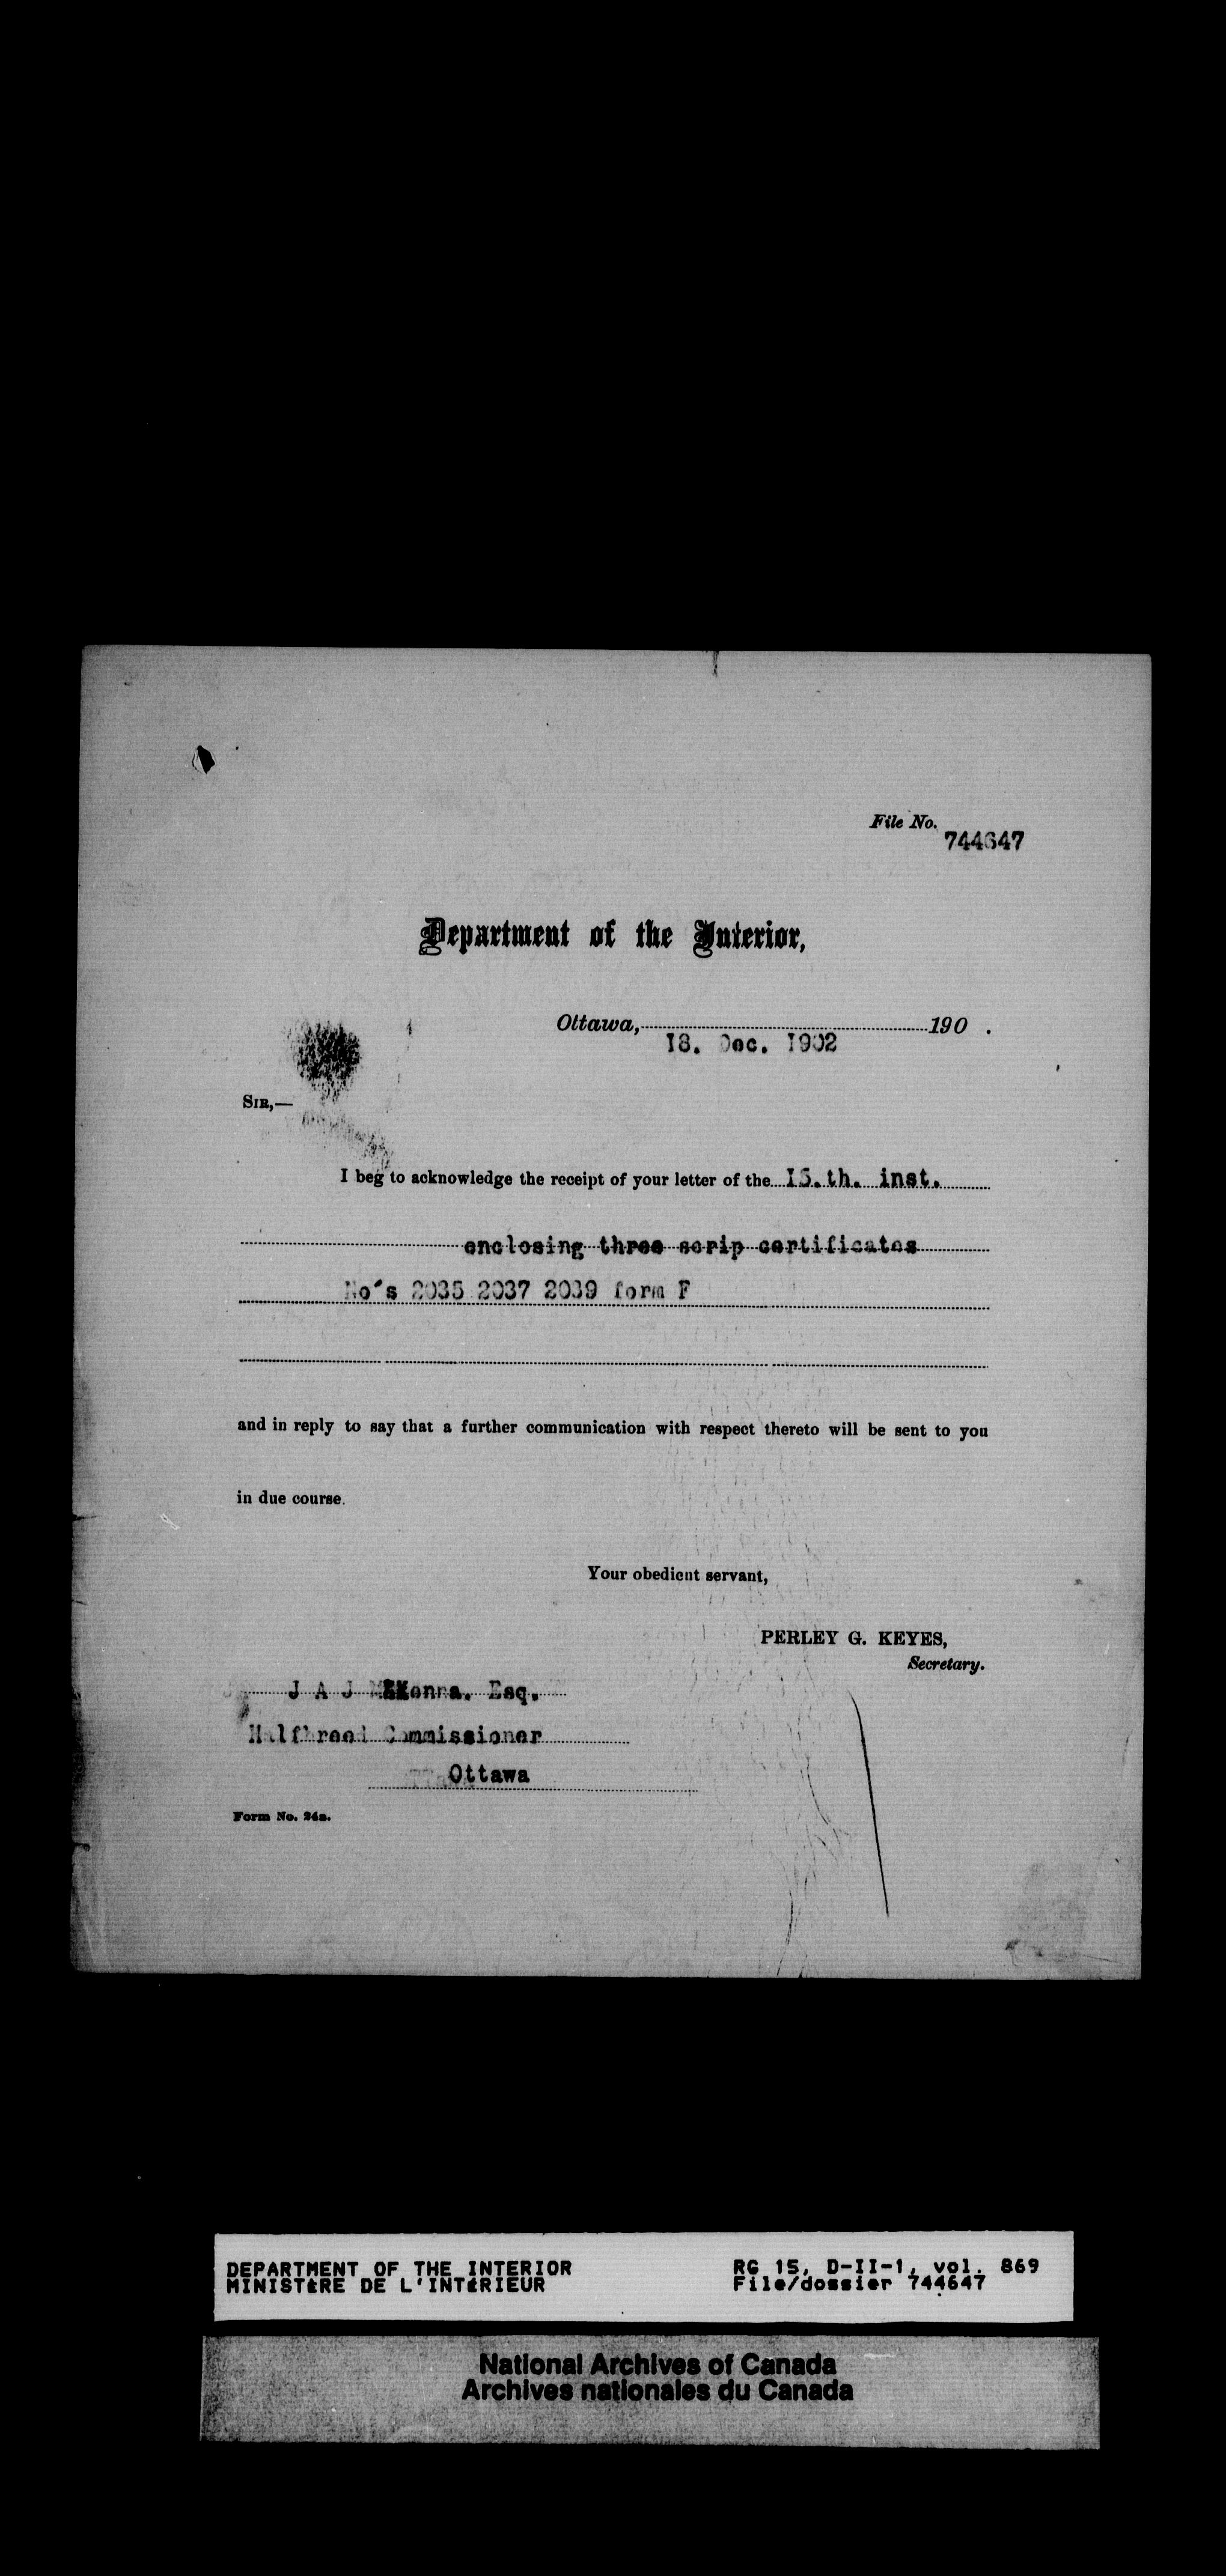 File No.
744647
Department of the Interior,
Ottawa, 190 .
18. Dec. 1902
SIR,—
I beg to acknowledge the receipt of your letter of the 15.th. inst.
enclosing three scrip certificates
No's 2035 2037 2039 form F
and in reply to say that a further communication with respect thereto will be sent to you
in due course.
Your obedient servant,
PERLEY G. KEYES,
Secretary.
J A J McKenna. Esq.
Halfbreed Commissioner
Ottawa
Form No. 24a.
DEPARTMENT OF THE INTERIOR
MINISTÈRE DE L'INTÉRIEUR
RG 15, D-II-1, vol. 869
File/dossier 744647
National Archives of Canada
Archives nationales du Canada